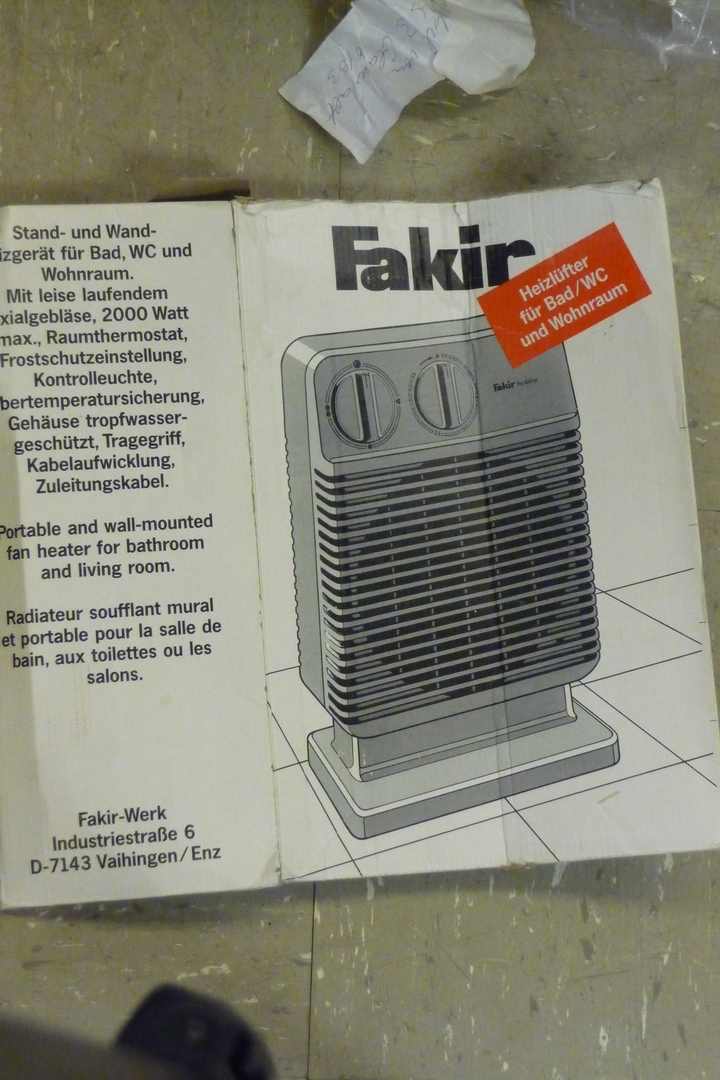 Stand- und Wand-
izgerät für Bad, WC und
Wohnraum.
Mit leise laufendem
xialgebläse, 2000 Watt
max., Raumthermostat,
Frostschutzeinstellung,
Kontrolleuchte,
bertemperatursicherung,
Gehäuse tropfwasser-
geschützt, Tragegriff,
Kabelaufwicklung,
Zuleitungskabel.
Portable and wall-mounted
fan heater for bathroom
and living room.
Radiateur soufflant mural
et portable pour la salle de
bain, aux toilettes ou les
salons.
Fakir-Werk
Industriestraße 6
D-7143 Vaihingen/Enz
Fakir
Heizlüfter
für Bad/WC
und Wohnraum
Fakir